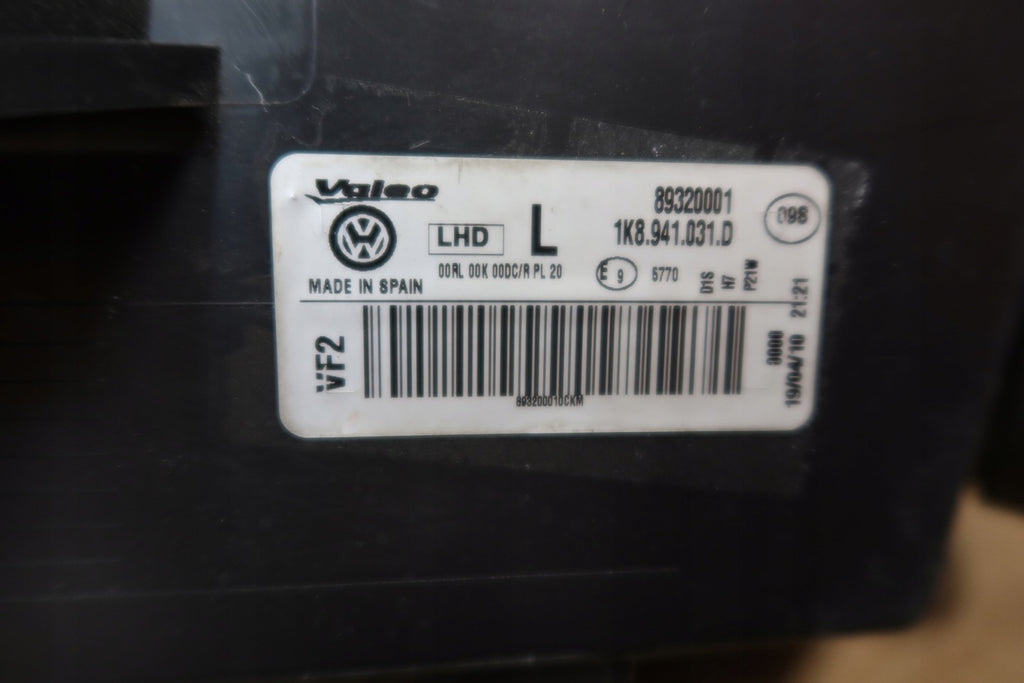 Valeo
LHD
L
89320001
1K8.941.031.D
098
00RL 00K 00DC/R PL 20
E 9
5770
D1S
H7
P21W
MADE IN SPAIN
VF2
893200010CKM
0000
19/04/10 21:21